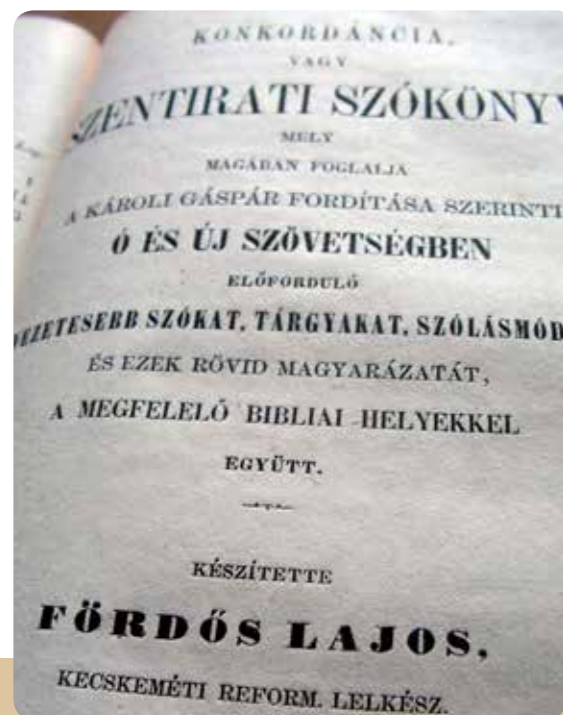 KONKORDÁNCIA,
VAGY
ZENTIRATI SZÓKÖNYV
MELY
MAGÁBAN FOGLALJA
A KÁROLI GÁSPÁR FORDÍTÁSA SZERINTI
Ó ÉS ÚJ SZÖVETSÉGBEN
ELŐFORDULÓ
VEZETESEBB SZÓKAT, TÁRGYAKAT, SZÓLÁSMÓD
ÉS EZEK RÖVID MAGYARÁZATÁT,
A MEGFELELŐ BIBLIAI HELYEKKEL
EGYÜTT.
KÉSZÍTETTE
FÖRDŐS LAJOS,
KECSKEMÉTI REFORM. LELKÉSZ.